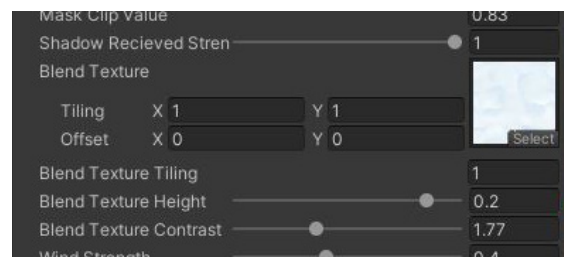 Mask Clip Value 0.83
Shadow Recieved Stren 1
Blend Texture
Tiling X 1 Y 1
Offset X 0 Y 0
Select
Blend Texture Tiling 1
Blend Texture Height 0.2
Blend Texture Contrast 1.77
Wind Strength 0.4